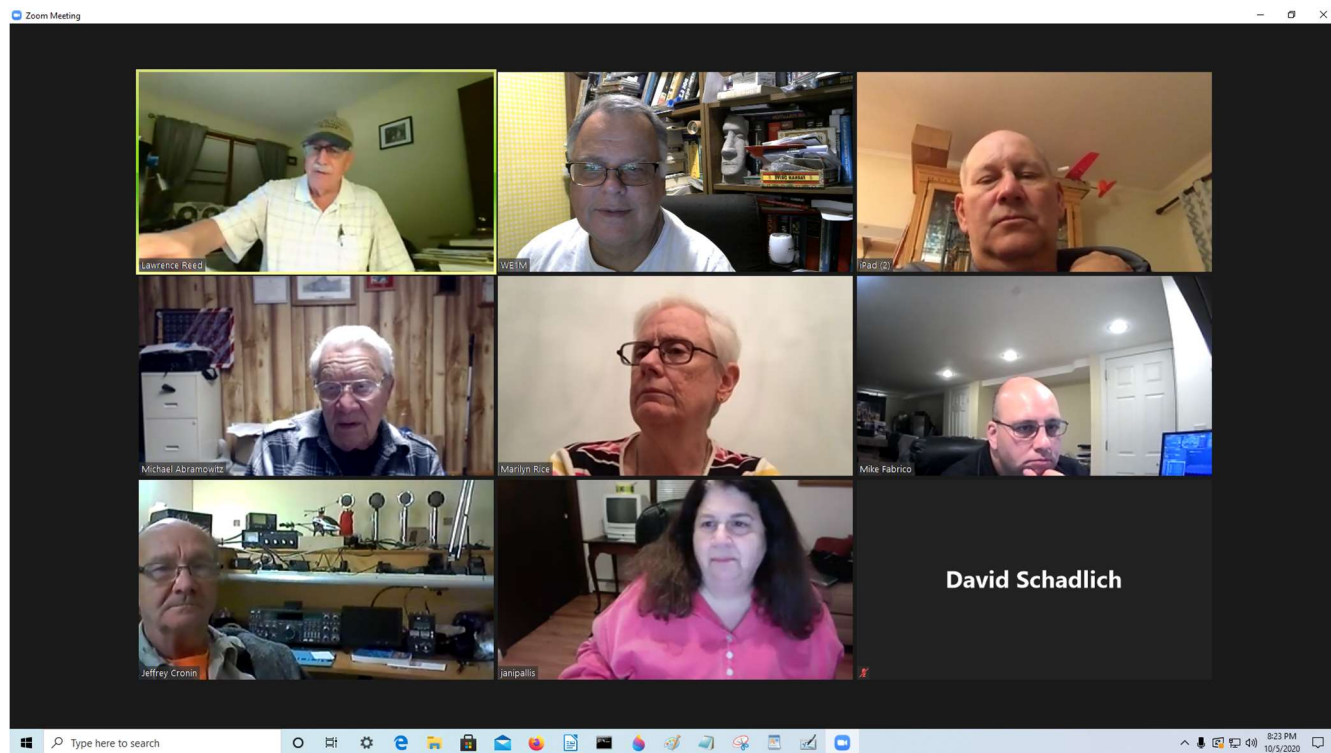 Zoom Meeting
Lawrence Reed
WE1M
iPad (2)
Michael Abramowitz
Marilyn Rice
Mike Fabrico
Jeffrey Cronin
janipallis
David Schadlich
Type here to search
8:23 PM
10/5/2020